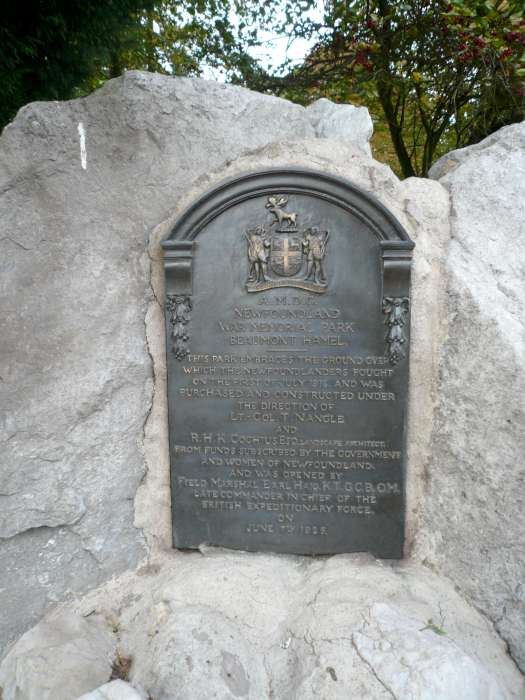 A.M.D.G.
NEWFOUNDLAND
WAR MEMORIAL PARK
BEAUMONT HAMEL,
THIS PARK EMBRACES THE GROUND OVER
WHICH THE NEWFOUNDLANDERS FOUGHT
ON THE FIRST OF JULY 1916, AND WAS
PURCHASED AND CONSTRUCTED UNDER
THE DIRECTION OF
LT.-COL. T. NANGLE
AND
R.H.K. COCHIUS ESQ. LANDSCAPE ARCHITECT,
FROM FUNDS SUBSCRIBED BY THE GOVERNMENT
AND WOMEN OF NEWFOUNDLAND.
AND WAS OPENED BY
FIELD MARSHAL EARL HAIG, K.T. G.C.B. O.M.
LATE COMMANDER IN CHIEF OF THE
BRITISH EXPEDITIONARY FORCE,
ON
JUNE 7TH 1925.